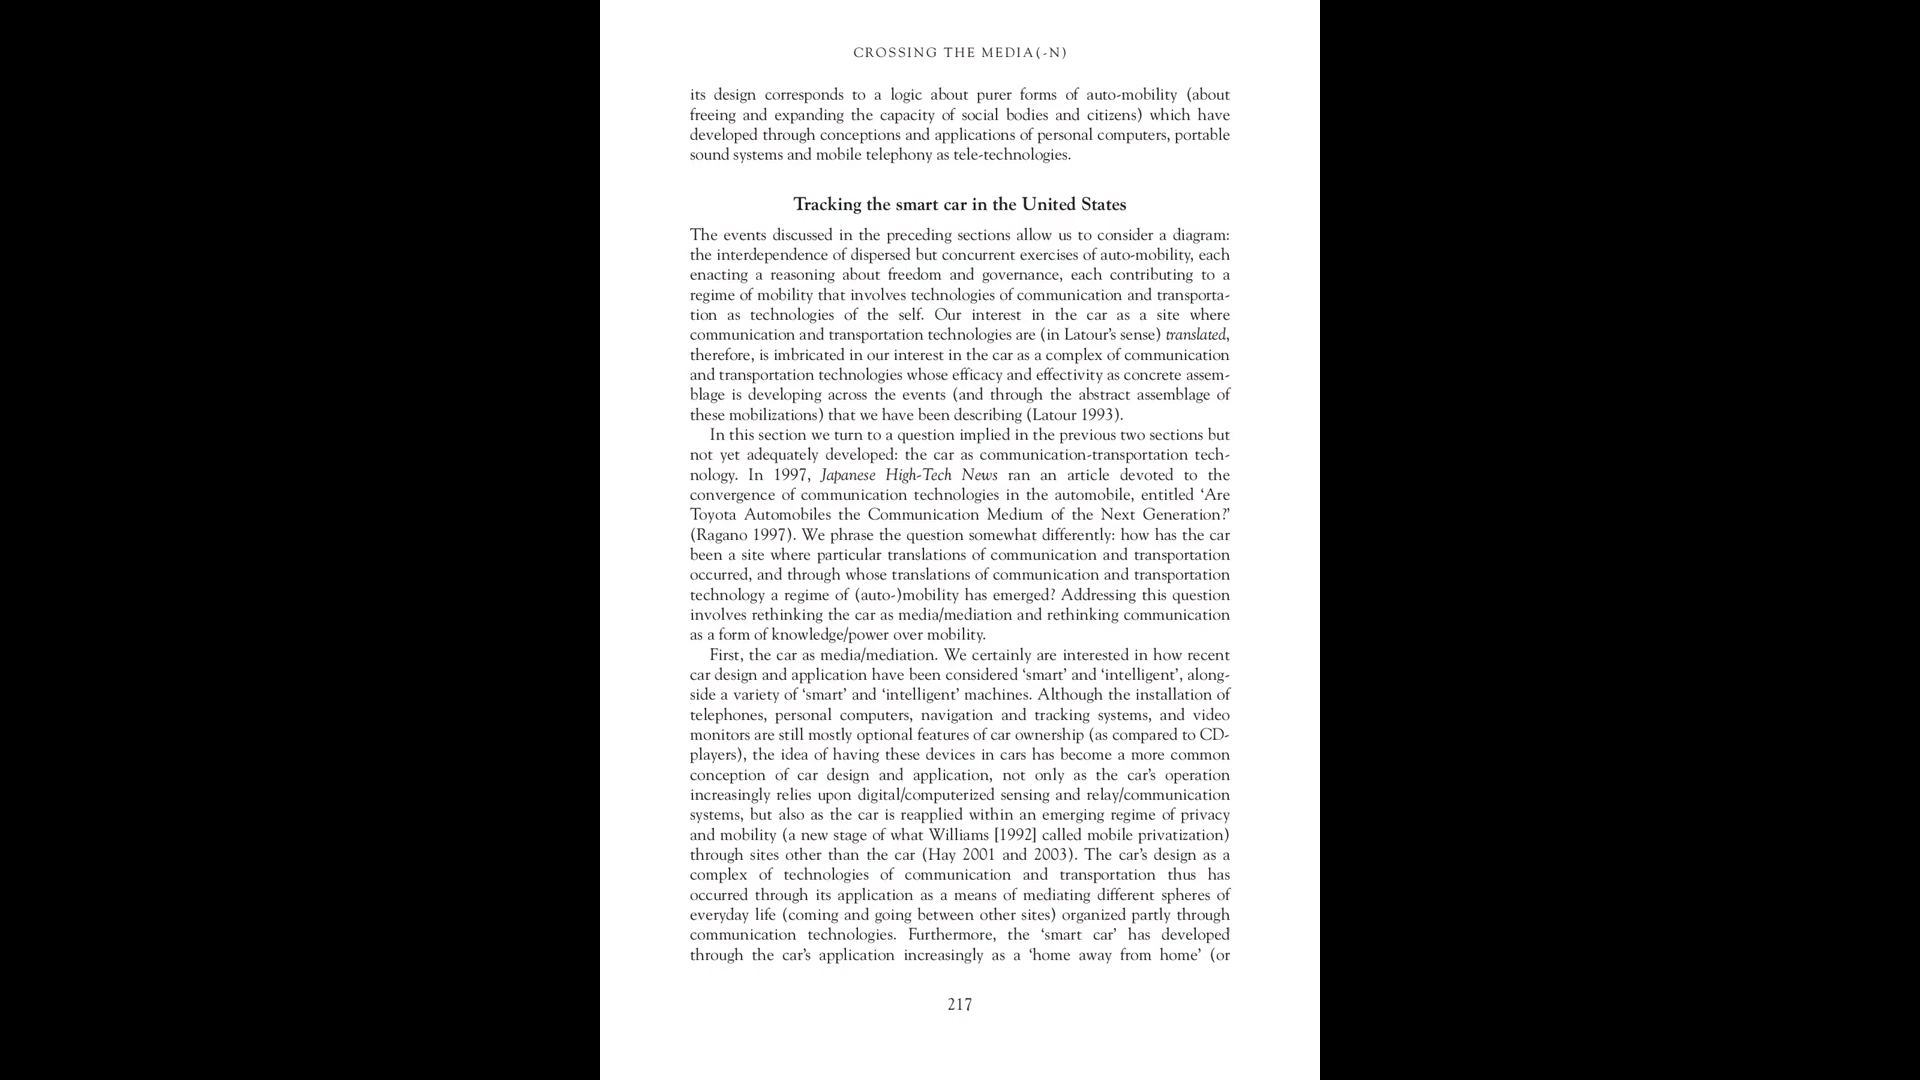 CROSSING THE MEDIA(-N)
its design corresponds to a logic about purer forms of auto-mobility (about
freeing and expanding the capacity of social bodies and citizens) which have
developed through conceptions and applications of personal computers, portable
sound systems and mobile telephony as tele-technologies.
Tracking the smart car in the United States
The events discussed in the preceding sections allow us to consider a diagram:
the interdependence of dispersed but concurrent exercises of auto-mobility, each
enacting a reasoning about freedom and governance, each contributing to a
regime of mobility that involves technologies of communication and transporta-
tion as technologies of the self. Our interest in the car as a site where
communication and transportation technologies are (in Latour's sense) translated,
therefore, is imbricated in our interest in the car as a complex of communication
and transportation technologies whose efficacy and effectivity as concrete assem-
blage is developing across the events (and through the abstract assemblage of
these mobilizations) that we have been describing (Latour 1993).
In this section we turn to a question implied in the previous two sections but
not yet adequately developed: the car as communication-transportation tech-
nology. In 1997, Japanese High-Tech News ran an article devoted to the
convergence of communication technologies in the automobile, entitled ‘Are
Toyota Automobiles the Communication Medium of the Next Generation?’
(Ragano 1997). We phrase the question somewhat differently: how has the car
been a site where particular translations of communication and transportation
occurred, and through whose translations of communication and transportation
technology a regime of (auto-)mobility has emerged? Addressing this question
involves rethinking the car as media/mediation and rethinking communication
as a form of knowledge/power over mobility.
First, the car as media/mediation. We certainly are interested in how recent
car design and application have been considered ‘smart’ and ‘intelligent’, along-
side a variety of ‘smart’ and ‘intelligent’ machines. Although the installation of
telephones, personal computers, navigation and tracking systems, and video
monitors are still mostly optional features of car ownership (as compared to CD-
players), the idea of having these devices in cars has become a more common
conception of car design and application, not only as the car's operation
increasingly relies upon digital/computerized sensing and relay/communication
systems, but also as the car is reapplied within an emerging regime of privacy
and mobility (a new stage of what Williams [1992] called mobile privatization)
through sites other than the car (Hay 2001 and 2003). The car's design as a
complex of technologies of communication and transportation thus has
occurred through its application as a means of mediating different spheres of
everyday life (coming and going between other sites) organized partly through
communication technologies. Furthermore, the ‘smart car’ has developed
through the car's application increasingly as a ‘home away from home’ (or
217